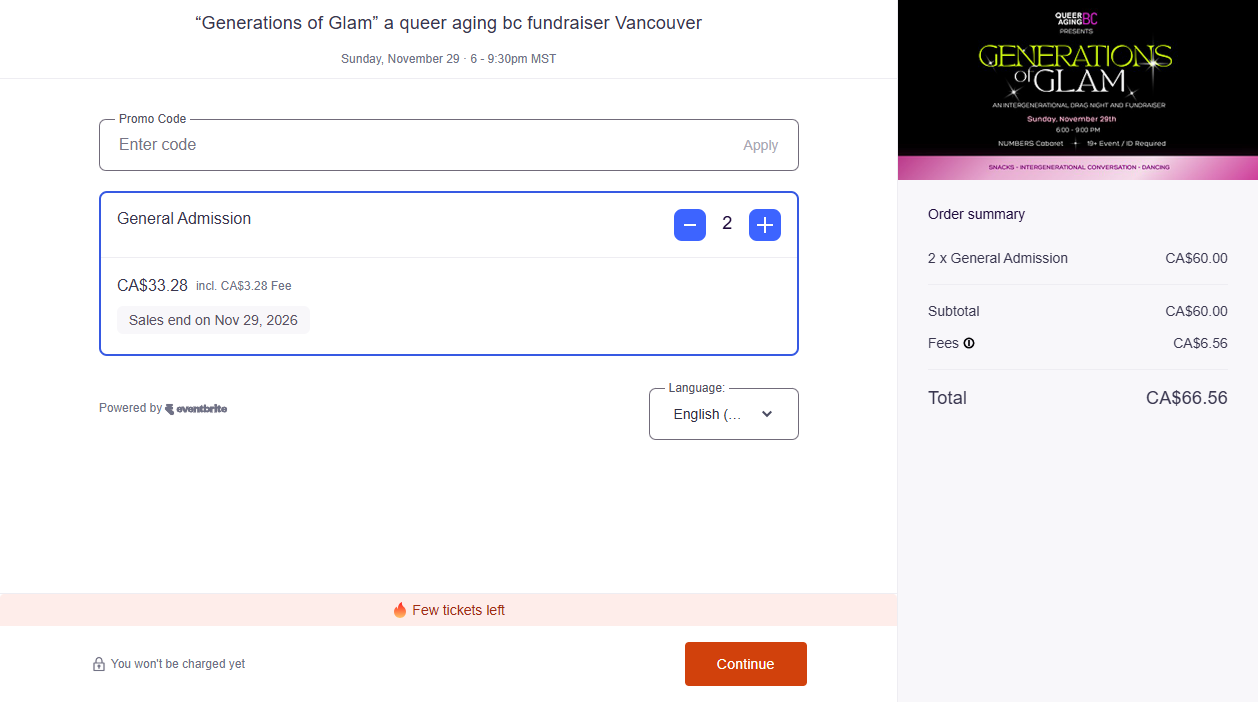 “Generations of Glam” a queer aging bc fundraiser Vancouver
Sunday, November 29 · 6 - 9:30pm MST
Promo Code
Enter code
Apply
General Admission
2
CA$33.28 incl. CA$3.28 Fee
Sales end on Nov 29, 2026
Powered by eventbrite
Language:
English (…
Few tickets left
You won't be charged yet
Continue
QUEER
AGING BC
PRESENTS
GENERATIONS
of GLAM
AN INTERGENERATIONAL DRAG NIGHT AND FUNDRAISER
Sunday, November 29th
6:00 - 9:00 PM
NUMBERS Cabaret 19+ Event / ID Required
SNACKS - INTERGENERATIONAL CONVERSATION - DANCING
Order summary
2 x General Admission CA$60.00
Subtotal CA$60.00
Fees CA$6.56
Total CA$66.56